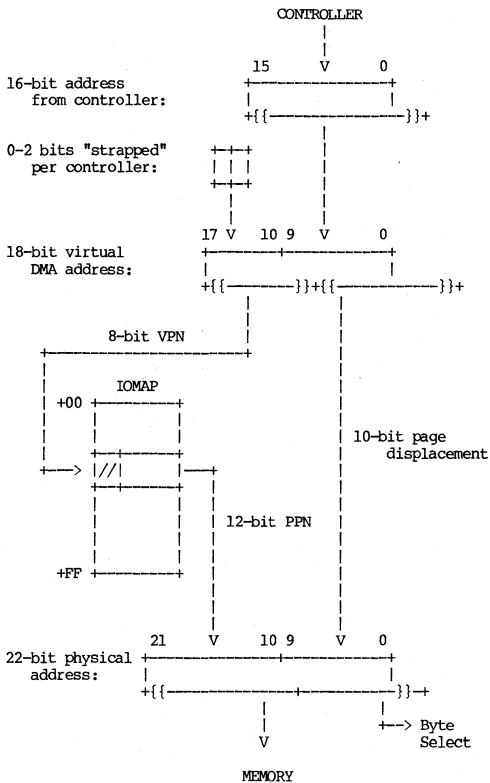 CONTROLLER
V
15 0
16-bit address
from controller:
0-2 bits "strapped"
per controller:
17 V 10 9 V 0
18-bit virtual
DMA address:
8-bit VPN
IOMAP
+00
10-bit page
displacement
//
12-bit PPN
+FF
21 V 10 9 V 0
22-bit physical
address:
Byte
Select
V
MEMORY